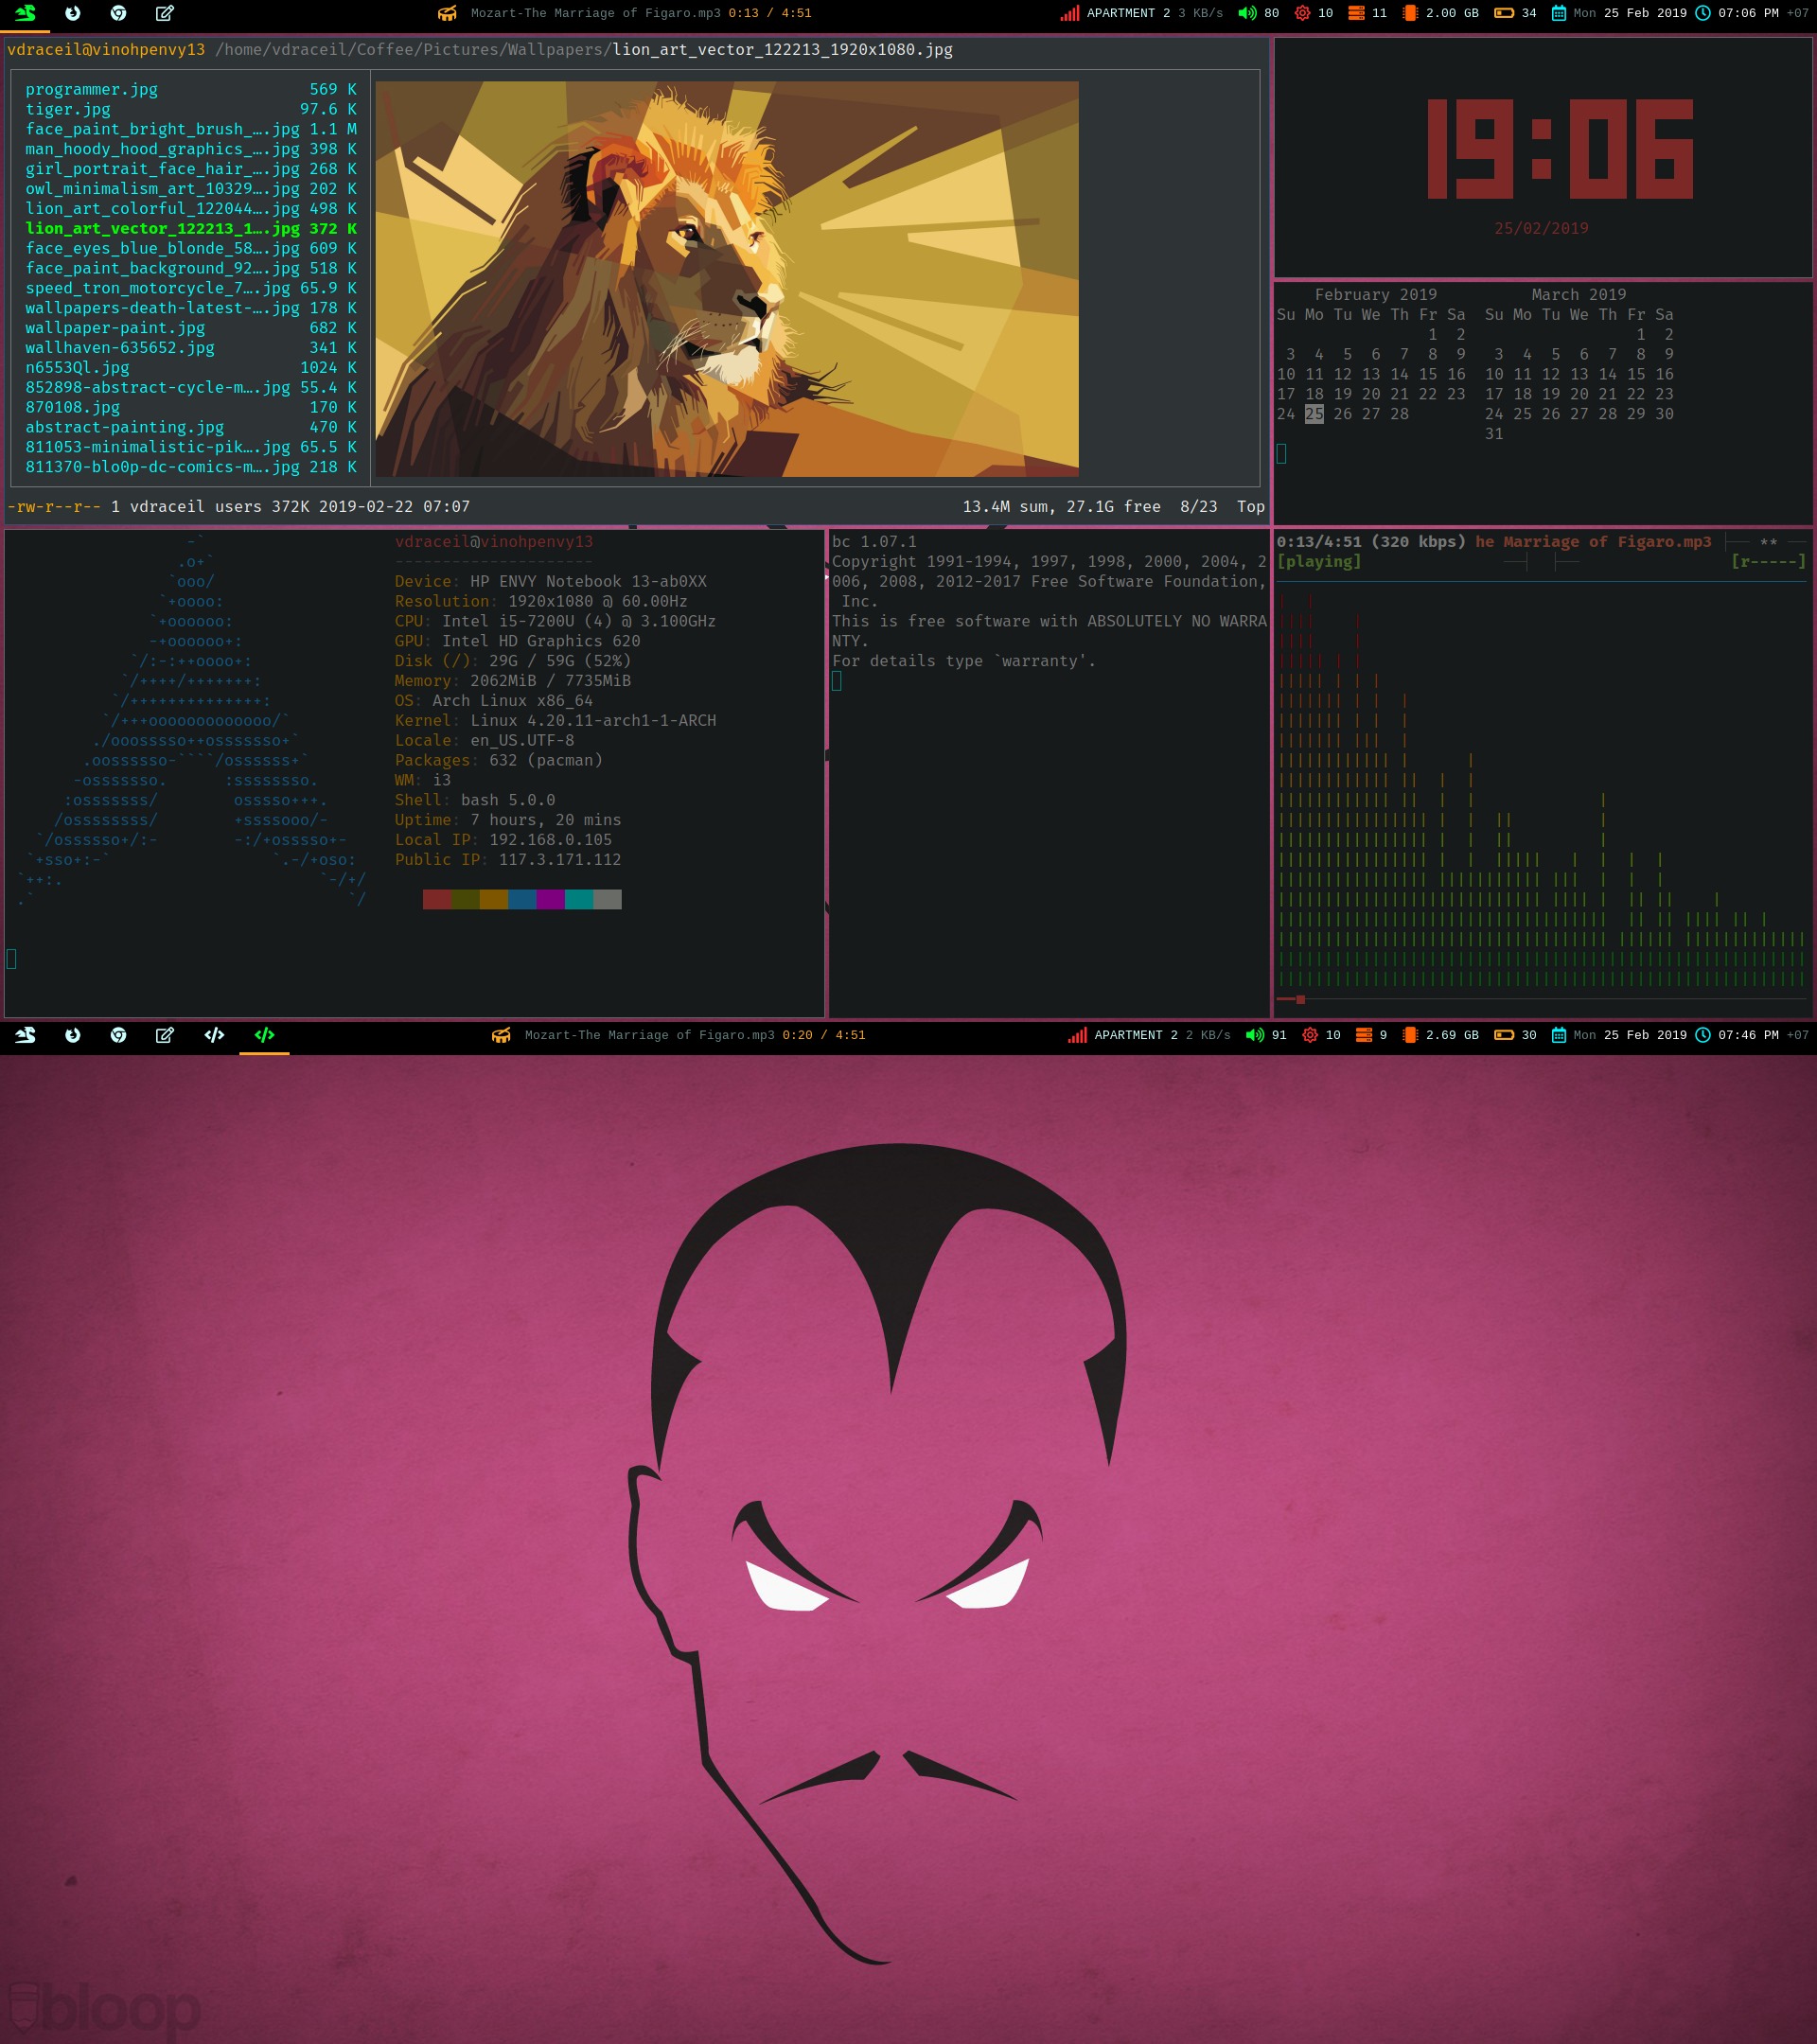 Mozart-The Marriage of Figaro.mp3 0:13 / 4:51 APARTMENT 2 3 KB/s 80 10 11 2.00 GB 34 Mon 25 Feb 2019 07:06 PM +07
vdraceil@vinohpenvy13 /home/vdraceil/Coffee/Pictures/Wallpapers/lion_art_vector_122213_1920x1080.jpg
programmer.jpg 569 K
tiger.jpg 97.6 K
face_paint_bright_brush_….jpg 1.1 M
man_hoody_hood_graphics_….jpg 398 K
girl_portrait_face_hair_….jpg 268 K
owl_minimalism_art_10329….jpg 202 K
lion_art_colorful_122044….jpg 498 K
lion_art_vector_122213_1….jpg 372 K
face_eyes_blue_blonde_58….jpg 609 K
face_paint_background_92….jpg 518 K
speed_tron_motorcycle_7….jpg 65.9 K
wallpapers-death-latest-….jpg 178 K
wallpaper-paint.jpg 682 K
wallhaven-635652.jpg 341 K
n6553Ql.jpg 1024 K
852898-abstract-cycle-m….jpg 55.4 K
870108.jpg 170 K
abstract-painting.jpg 470 K
811053-minimalistic-pik….jpg 65.5 K
811370-blo0p-dc-comics-m….jpg 218 K
-rw-r--r-- 1 vdraceil users 372K 2019-02-22 07:07 13.4M sum, 27.1G free 8/23 Top
19:06
25/02/2019
February 2019 March 2019
Su Mo Tu We Th Fr Sa Su Mo Tu We Th Fr Sa
1 2 1 2
3 4 5 6 7 8 9 3 4 5 6 7 8 9
10 11 12 13 14 15 16 10 11 12 13 14 15 16
17 18 19 20 21 22 23 17 18 19 20 21 22 23
24 25 26 27 28 24 25 26 27 28 29 30
31
vdraceil@vinohpenvy13
---------------------
Device: HP ENVY Notebook 13-ab0XX
Resolution: 1920x1080 @ 60.00Hz
CPU: Intel i5-7200U (4) @ 3.100GHz
GPU: Intel HD Graphics 620
Disk (/): 29G / 59G (52%)
Memory: 2062MiB / 7735MiB
OS: Arch Linux x86_64
Kernel: Linux 4.20.11-arch1-1-ARCH
Locale: en_US.UTF-8
Packages: 632 (pacman)
WM: i3
Shell: bash 5.0.0
Uptime: 7 hours, 20 mins
Local IP: 192.168.0.105
Public IP: 117.3.171.112
bc 1.07.1
Copyright 1991-1994, 1997, 1998, 2000, 2004, 2
006, 2008, 2012-2017 Free Software Foundation,
Inc.
This is free software with ABSOLUTELY NO WARRA
NTY.
For details type `warranty'.
0:13/4:51 (320 kbps) he Marriage of Figaro.mp3 **
[playing] [r-----]
Mozart-The Marriage of Figaro.mp3 0:20 / 4:51 APARTMENT 2 2 KB/s 91 10 9 2.69 GB 30 Mon 25 Feb 2019 07:46 PM +07
bloop